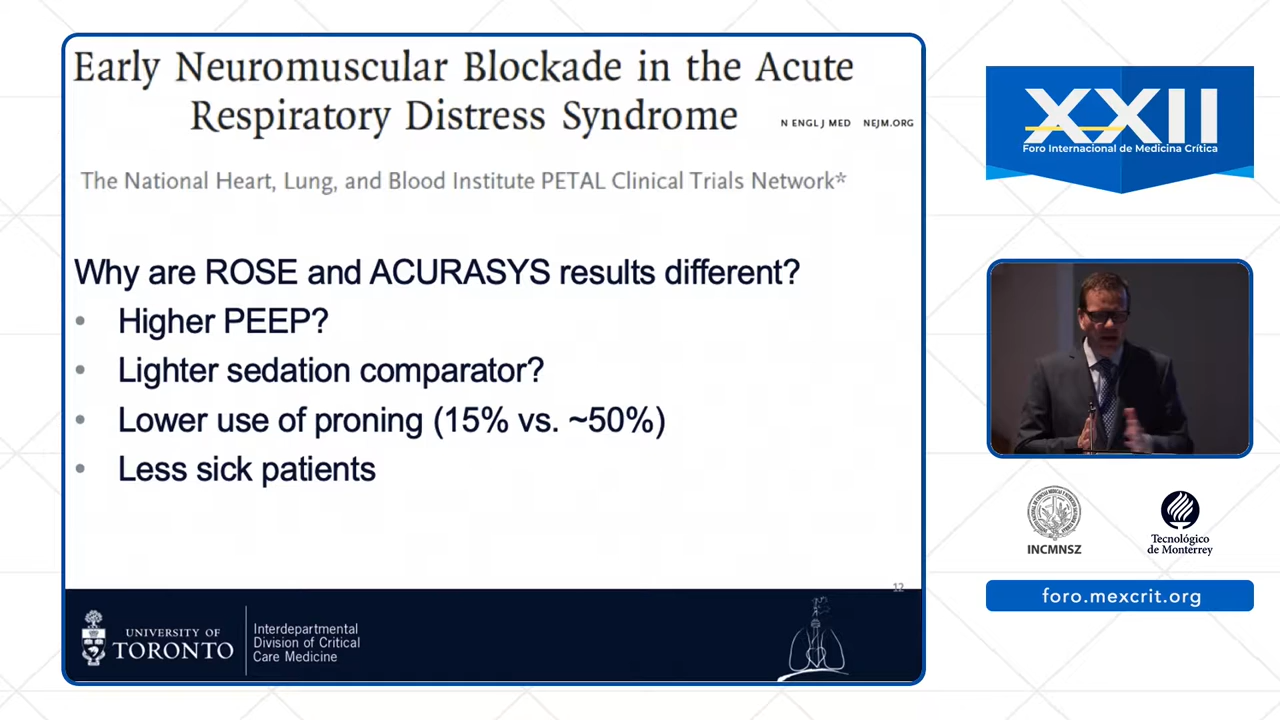 Early Neuromuscular Blockade in the Acute
Respiratory Distress Syndrome
N ENGL J MED NEJM.ORG
The National Heart, Lung, and Blood Institute PETAL Clinical Trials Network*
Why are ROSE and ACURASYS results different?
• Higher PEEP?
• Lighter sedation comparator?
• Lower use of proning (15% vs. ~50%)
• Less sick patients
12
UNIVERSITY OF
TORONTO
Interdepartmental
Division of Critical
Care Medicine
XXII
Foro Internacional de Medicina Crítica
INCMNSZ
Tecnológico
de Monterrey
foro.mexcrit.org